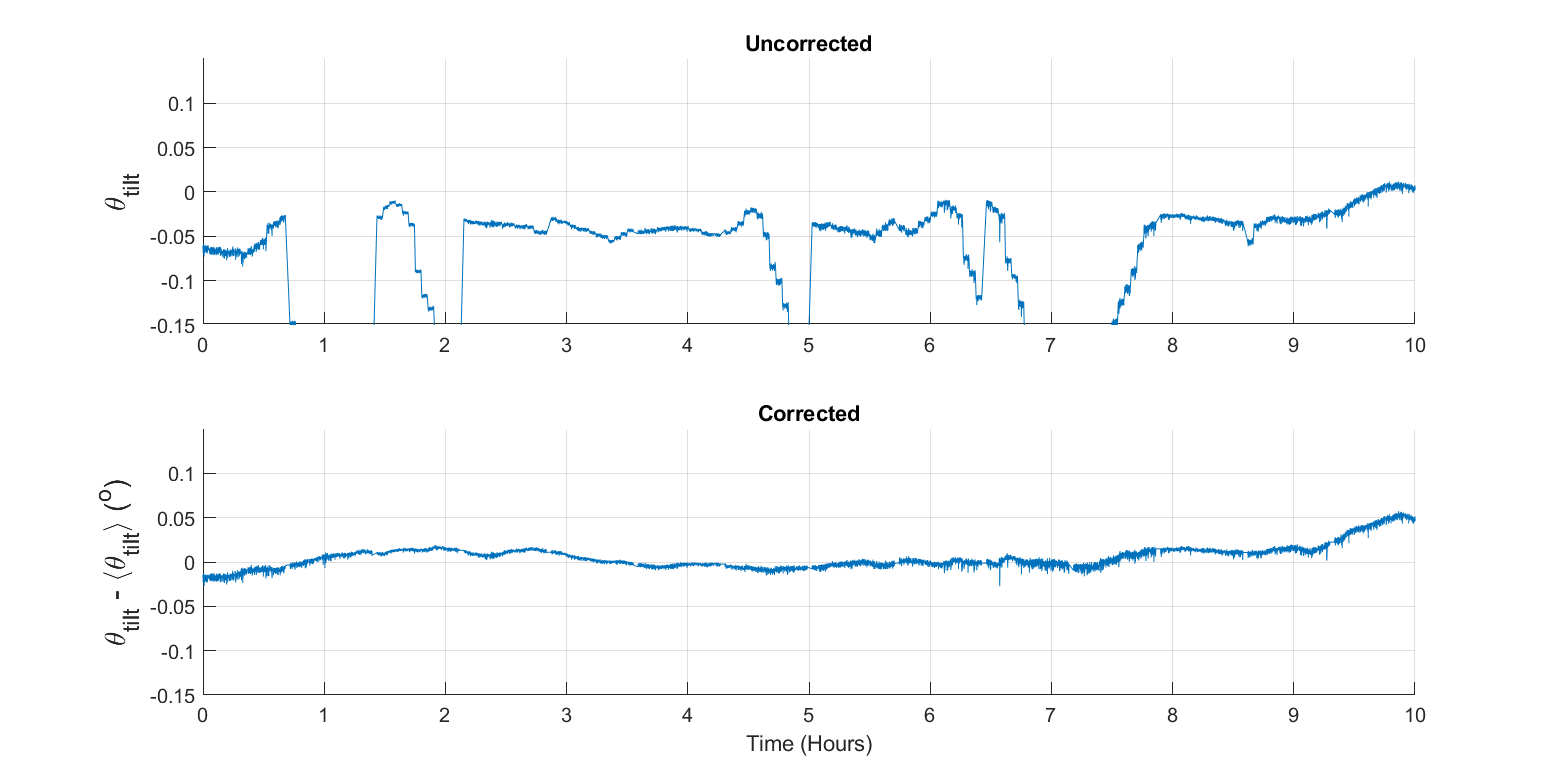 Uncorrected
θtilt
0.1
0.05
0
-0.05
-0.1
-0.15
0 1 2 3 4 5 6 7 8 9 10
Corrected
θtilt - ⟨θtilt⟩ (o)
0.1
0.05
0
-0.05
-0.1
-0.15
0 1 2 3 4 5 6 7 8 9 10
Time (Hours)